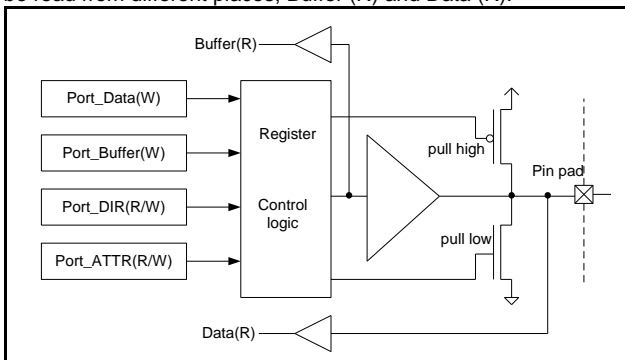 be read from different places, Buffer (R) and Data (R).
Buffer(R)
Port_Data(W)
Register
pull high
Port_Buffer(W)
Pin pad
Port_DIR(R/W)
Control
logic
pull low
Port_ATTR(R/W)
Data(R)